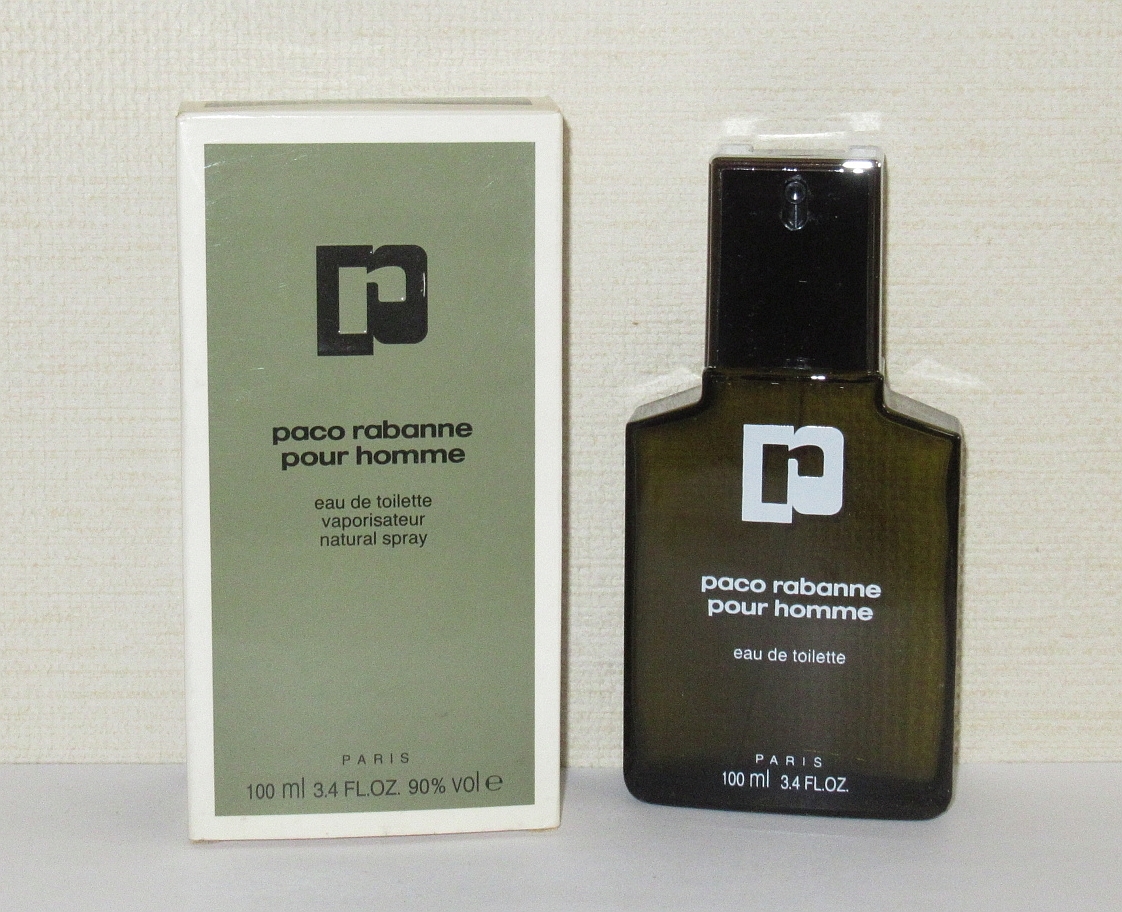 paco rabanne
pour homme
eau de toilette
vaporisateur
natural spray
PARIS
100 ml 3.4 FL.OZ. 90% vol ℮
paco rabanne
pour homme
eau de toilette
PARIS
100 ml 3.4 FL.OZ.